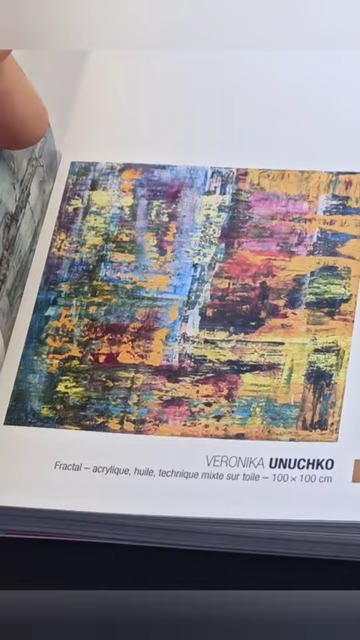 VERONIKA UNUCHKO
Fractal – acrylique, huile, technique mixte sur toile – 100 × 100 cm